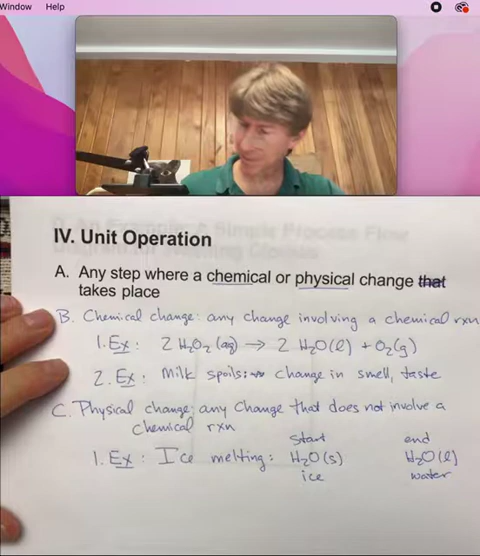 Window Help
IV. Unit Operation
A. Any step where a chemical or physical change that
takes place
B. Chemical change: any change involving a chemical rxn
1. Ex: 2 H₂O₂ (aq) → 2 H₂O(l) + O₂(g)
2. Ex: Milk spoils: change in smell, taste
C. Physical change: any change that does not involve a
chemical rxn
start end
1. Ex: Ice melting: H₂O(s) H₂O(l)
ice water